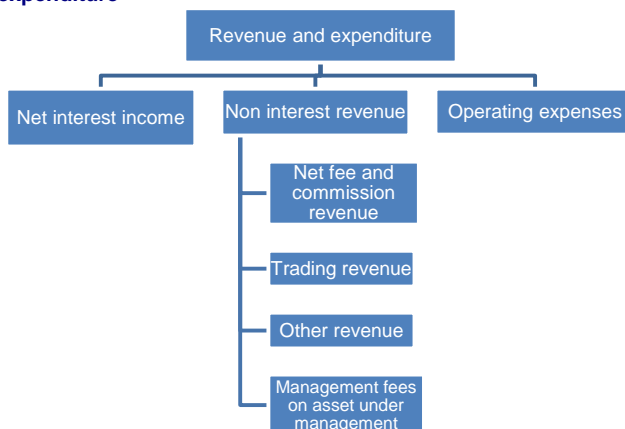 expenditure
Revenue and expenditure
Net interest income
Non interest revenue
Operating expenses
Net fee and
commission
revenue
Trading revenue
Other revenue
Management fees
on asset under
management